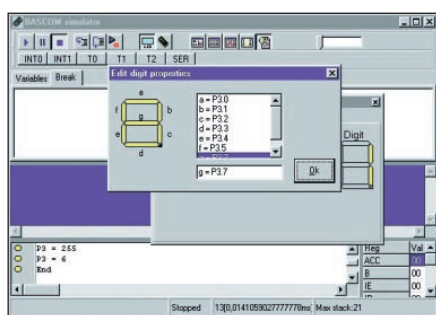 BASCOM simulator
INT0 INT1 T0 T1 T2 SER
Variables Break
Edit digit properties
a
f b
g
e c
d
a = P3.0
b = P3.1
c = P3.2
d = P3.3
e = P3.4
f = P3.5
g = P3.7
Ok
Digit
P3 = 255
P3 = 6
End
Reg Val
ACC 00
B 00
IE 00
Stopped 13[0,0141059027777778ms] Max stack:21